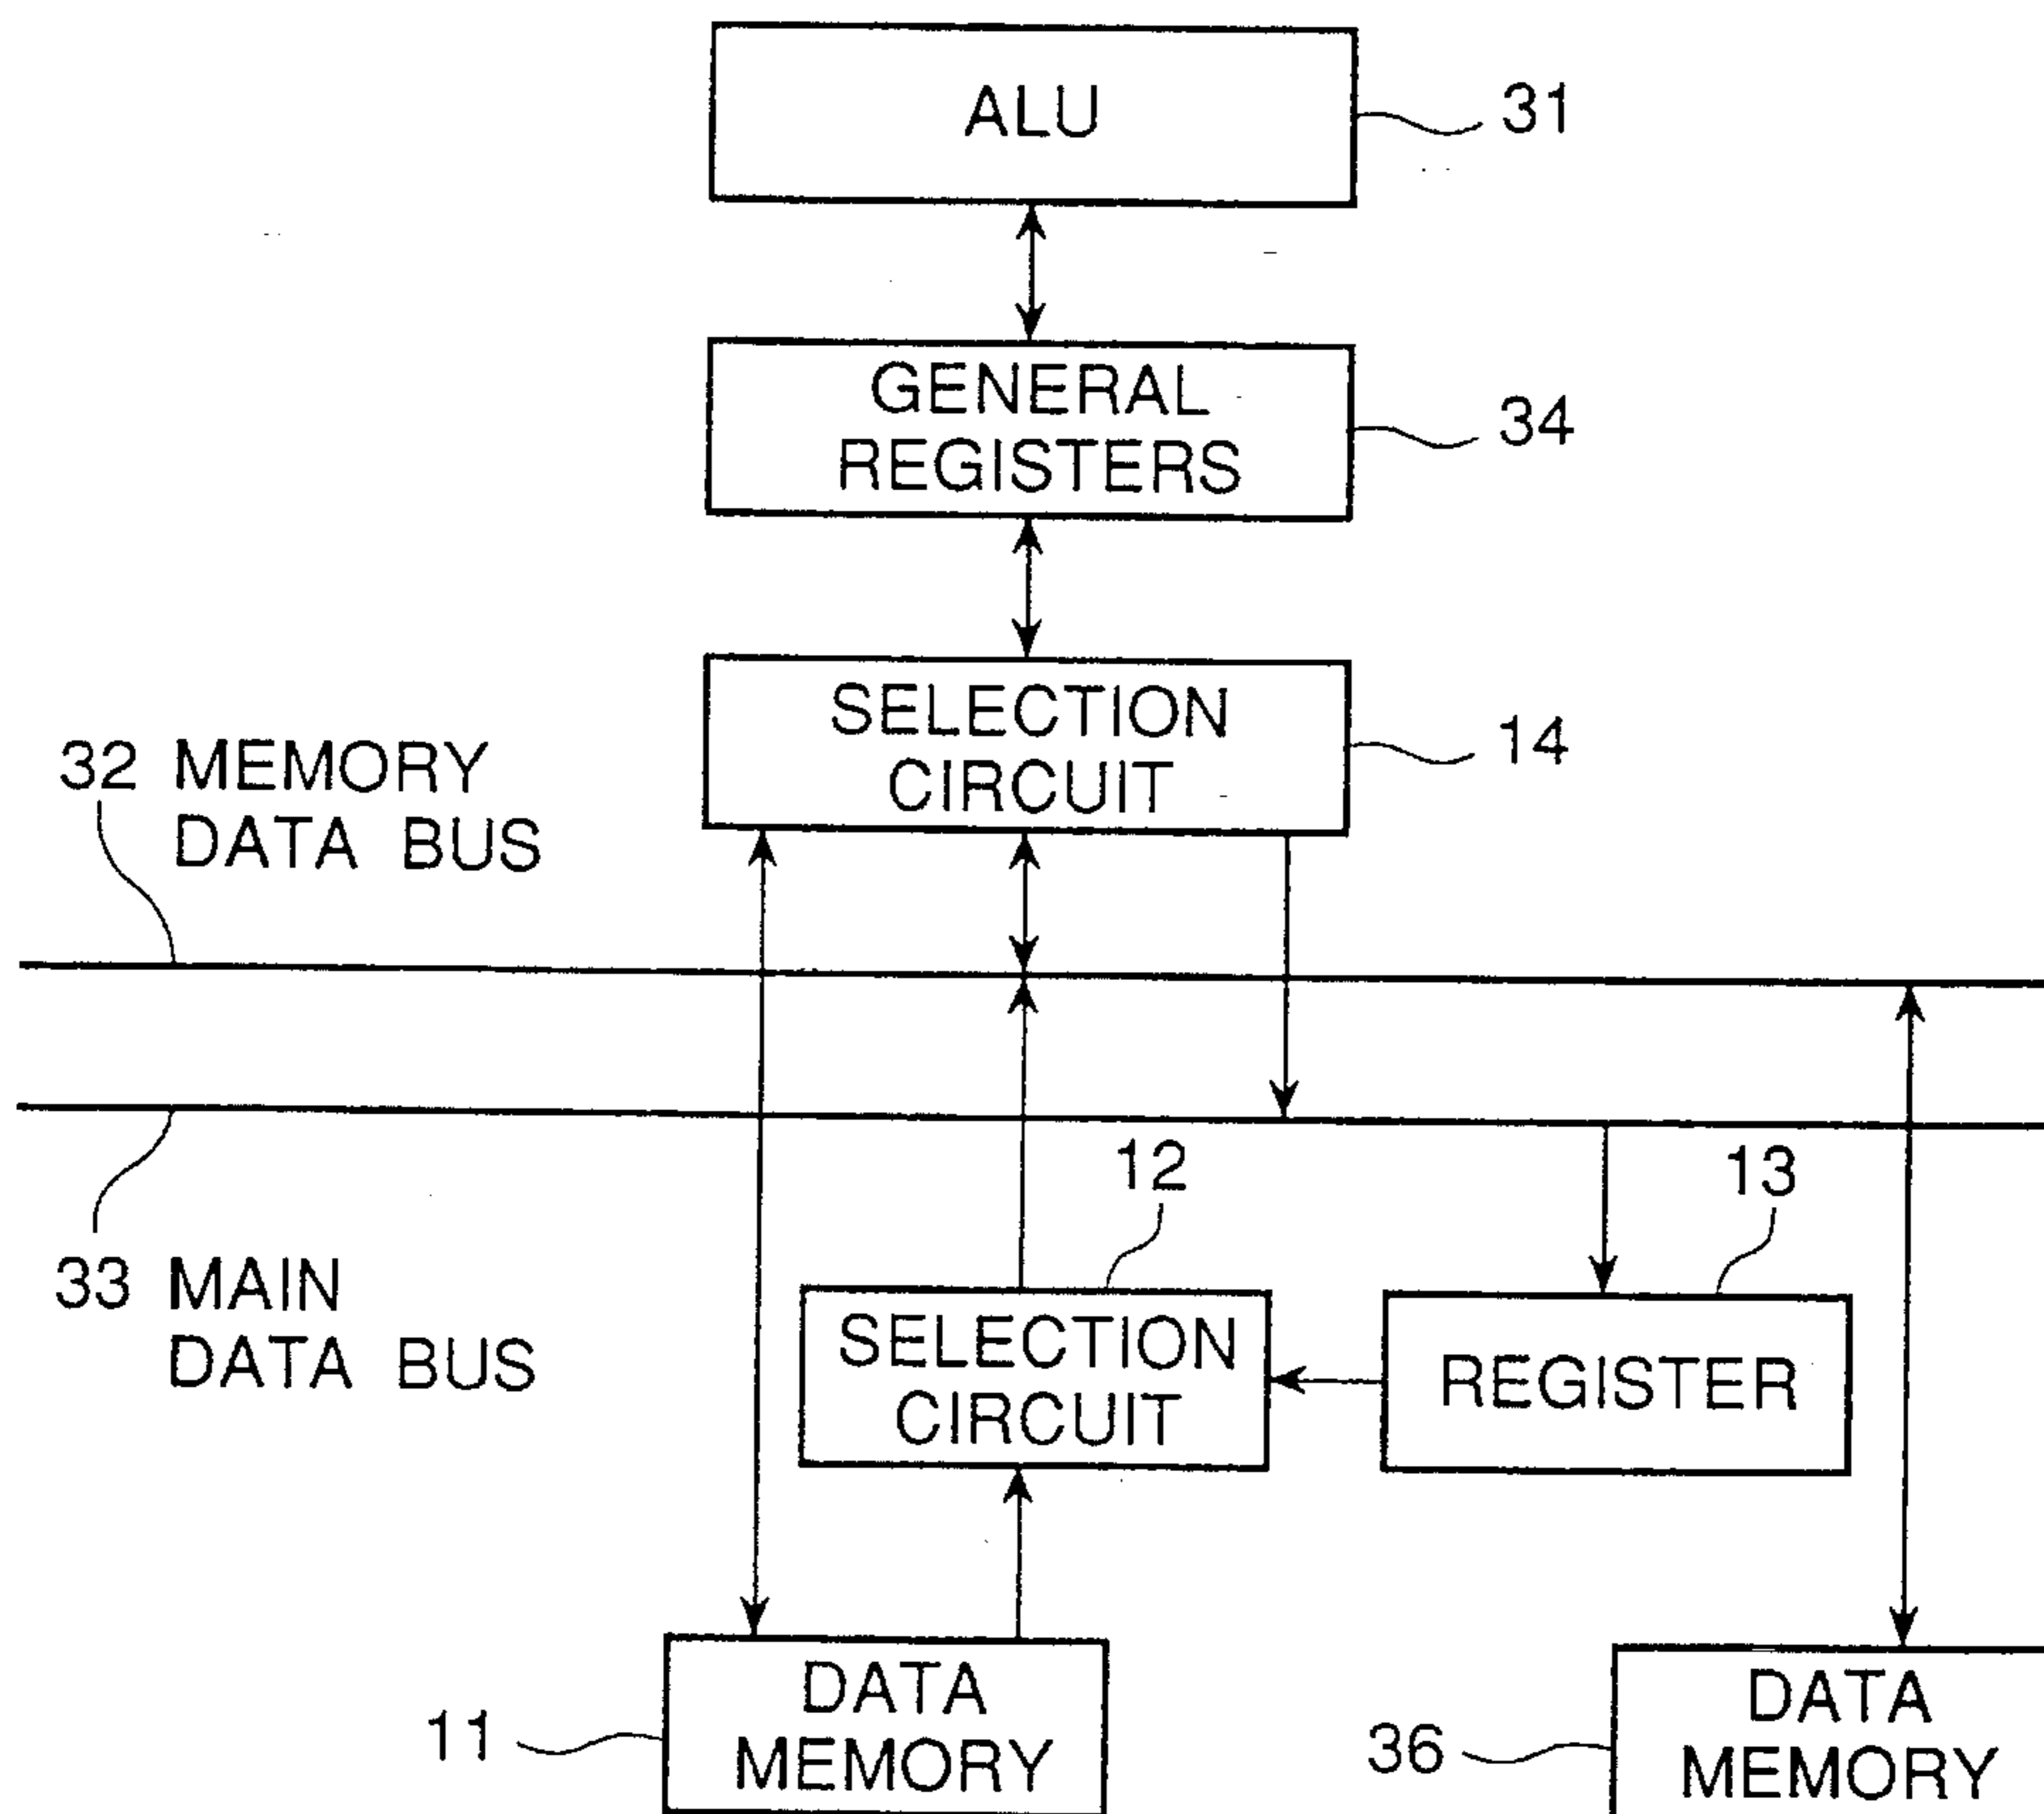 ALU
31
GENERAL
REGISTERS
34
SELECTION
CIRCUIT
14
32 MEMORY
DATA BUS
33 MAIN
DATA BUS
12
13
SELECTION
CIRCUIT
REGISTER
11
DATA
MEMORY
36
DATA
MEMORY